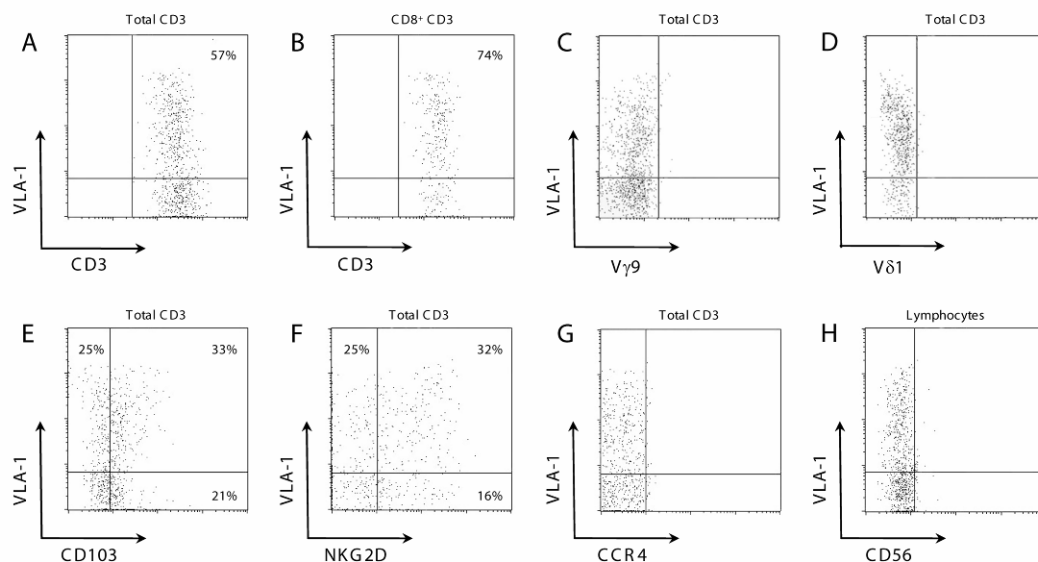 A
Total CD3
57%
VLA-1
CD3
B
CD8⁺ CD3
74%
VLA-1
CD3
C
Total CD3
VLA-1
Vγ9
D
Total CD3
VLA-1
Vδ1
E
Total CD3
25%
33%
21%
VLA-1
CD103
F
Total CD3
25%
32%
16%
VLA-1
NKG2D
G
Total CD3
VLA-1
CCR4
H
Lymphocytes
VLA-1
CD56